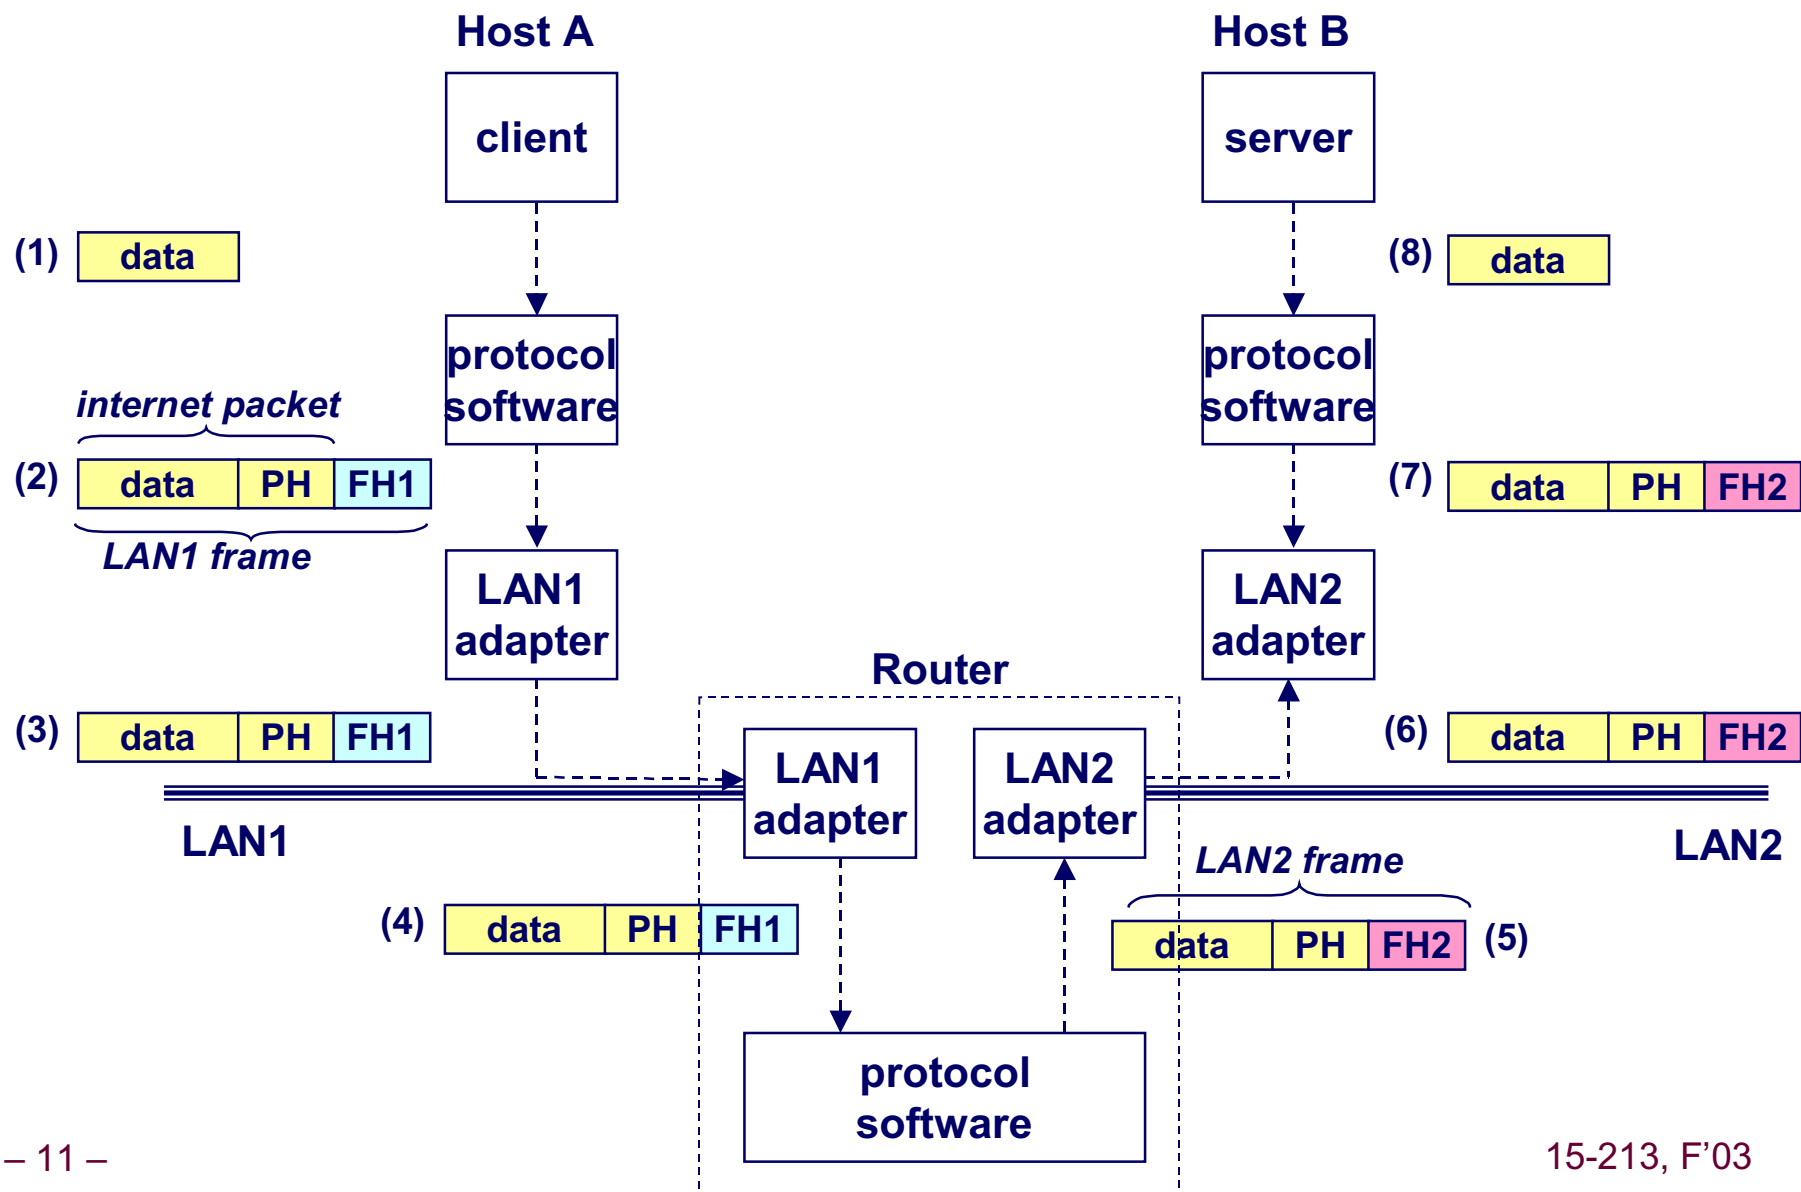 Host A
Host B
client
server
(1) data
(8) data
protocol
software
protocol
software
internet packet
(2) data PH FH1
(7) data PH FH2
LAN1 frame
LAN1
adapter
LAN2
adapter
Router
(3) data PH FH1
(6) data PH FH2
LAN1
adapter
LAN2
adapter
LAN1
LAN2
LAN2 frame
(4) data PH FH1
data PH FH2 (5)
protocol
software
– 11 –
15-213, F’03